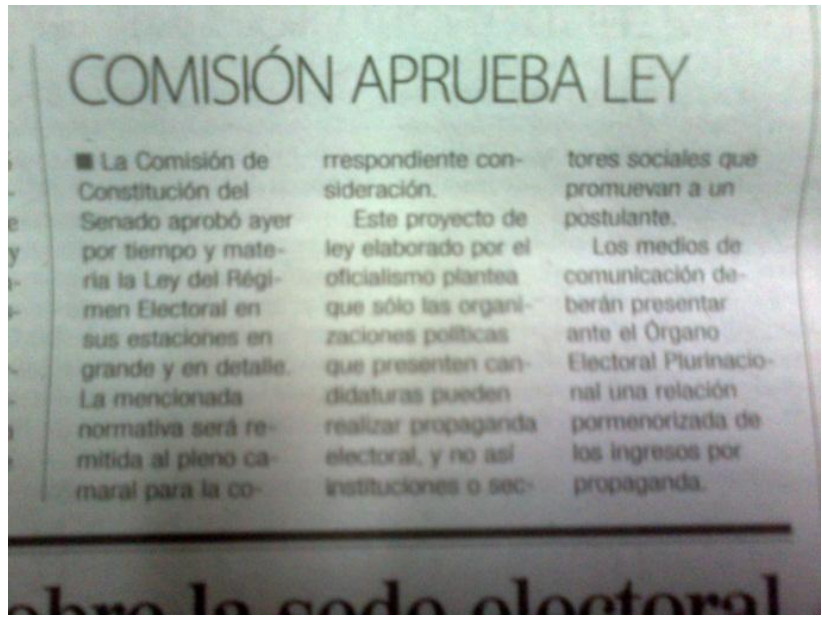 COMISIÓN APRUEBA LEY
■ La Comisión de
Constitución del
Senado aprobó ayer
por tiempo y mate-
ria la Ley del Régi-
men Electoral en
sus estaciones en
grande y en detalle.
La mencionada
normativa será re-
mitida al pleno ca-
maral para la co-
rrespondiente con-
sideración.
Este proyecto de
ley elaborado por el
oficialismo plantea
que sólo las organi-
zaciones políticas
que presenten can-
didaturas pueden
realizar propaganda
electoral, y no así
instituciones o sec-
tores sociales que
promuevan a un
postulante.
Los medios de
comunicación de-
berán presentar
ante el Órgano
Electoral Plurinacio-
nal una relación
pormenorizada de
los ingresos por
propaganda.
la sede electoral